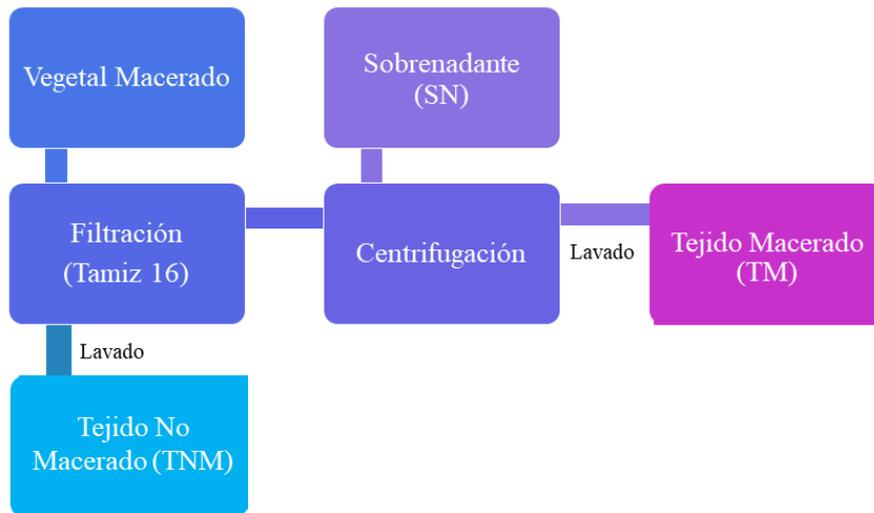 Vegetal Macerado
Sobrenadante
(SN)
Filtración
(Tamiz 16)
Centrifugación
Lavado
Tejido Macerado
(TM)
Lavado
Tejido No
Macerado (TNM)